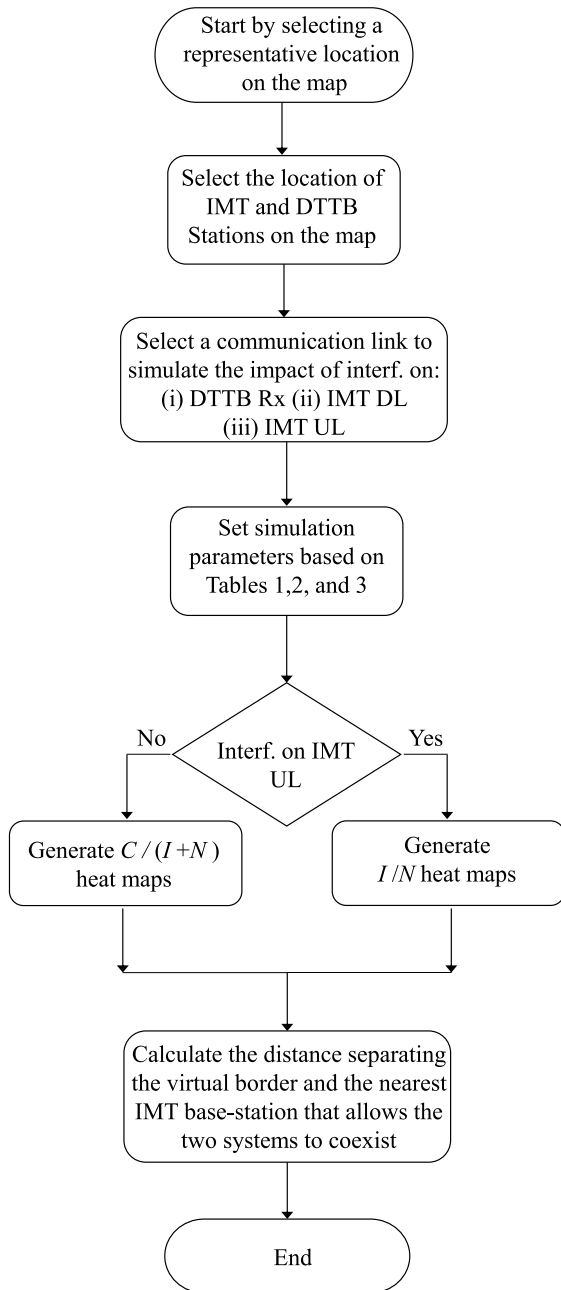 Start by selecting a
representative location
on the map
Select the location of
IMT and DTTB
Stations on the map
Select a communication link to
simulate the impact of interf. on:
(i) DTTB Rx (ii) IMT DL
(iii) IMT UL
Set simulation
parameters based on
Tables 1,2, and 3
No
Interf. on IMT
UL
Yes
Generate C / (I +N )
heat maps
Generate
I /N heat maps
Calculate the distance separating
the virtual border and the nearest
IMT base-station that allows the
two systems to coexist
End